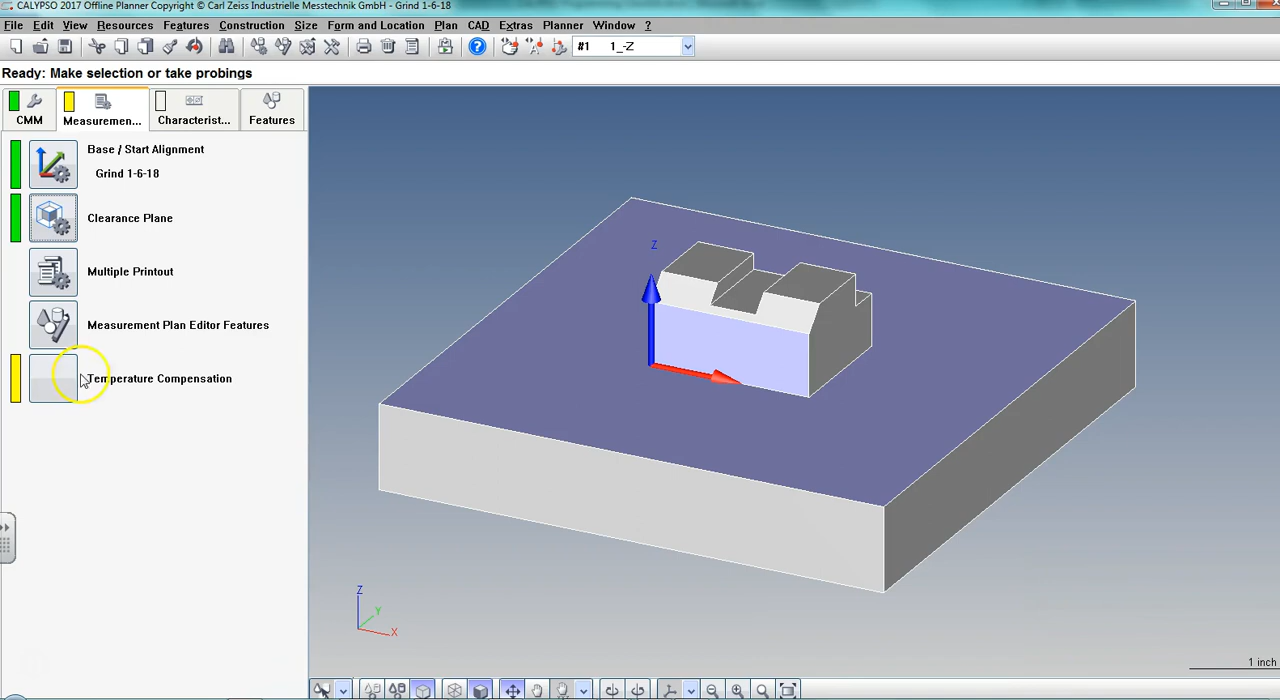 CALYPSO 2017 Offline Planner Copyright © Carl Zeiss Industrielle Messtechnik GmbH - Grind 1-6-18
File Edit View Resources Features Construction Size Form and Location Plan CAD Extras Planner Window ?
#1 1_-Z
Ready: Make selection or take probings
CMM Measuremen... Characterist... Features
Base / Start Alignment
Grind 1-6-18
Clearance Plane
Multiple Printout
Measurement Plan Editor Features
Temperature Compensation
Z
Z
Y
X
1 inch